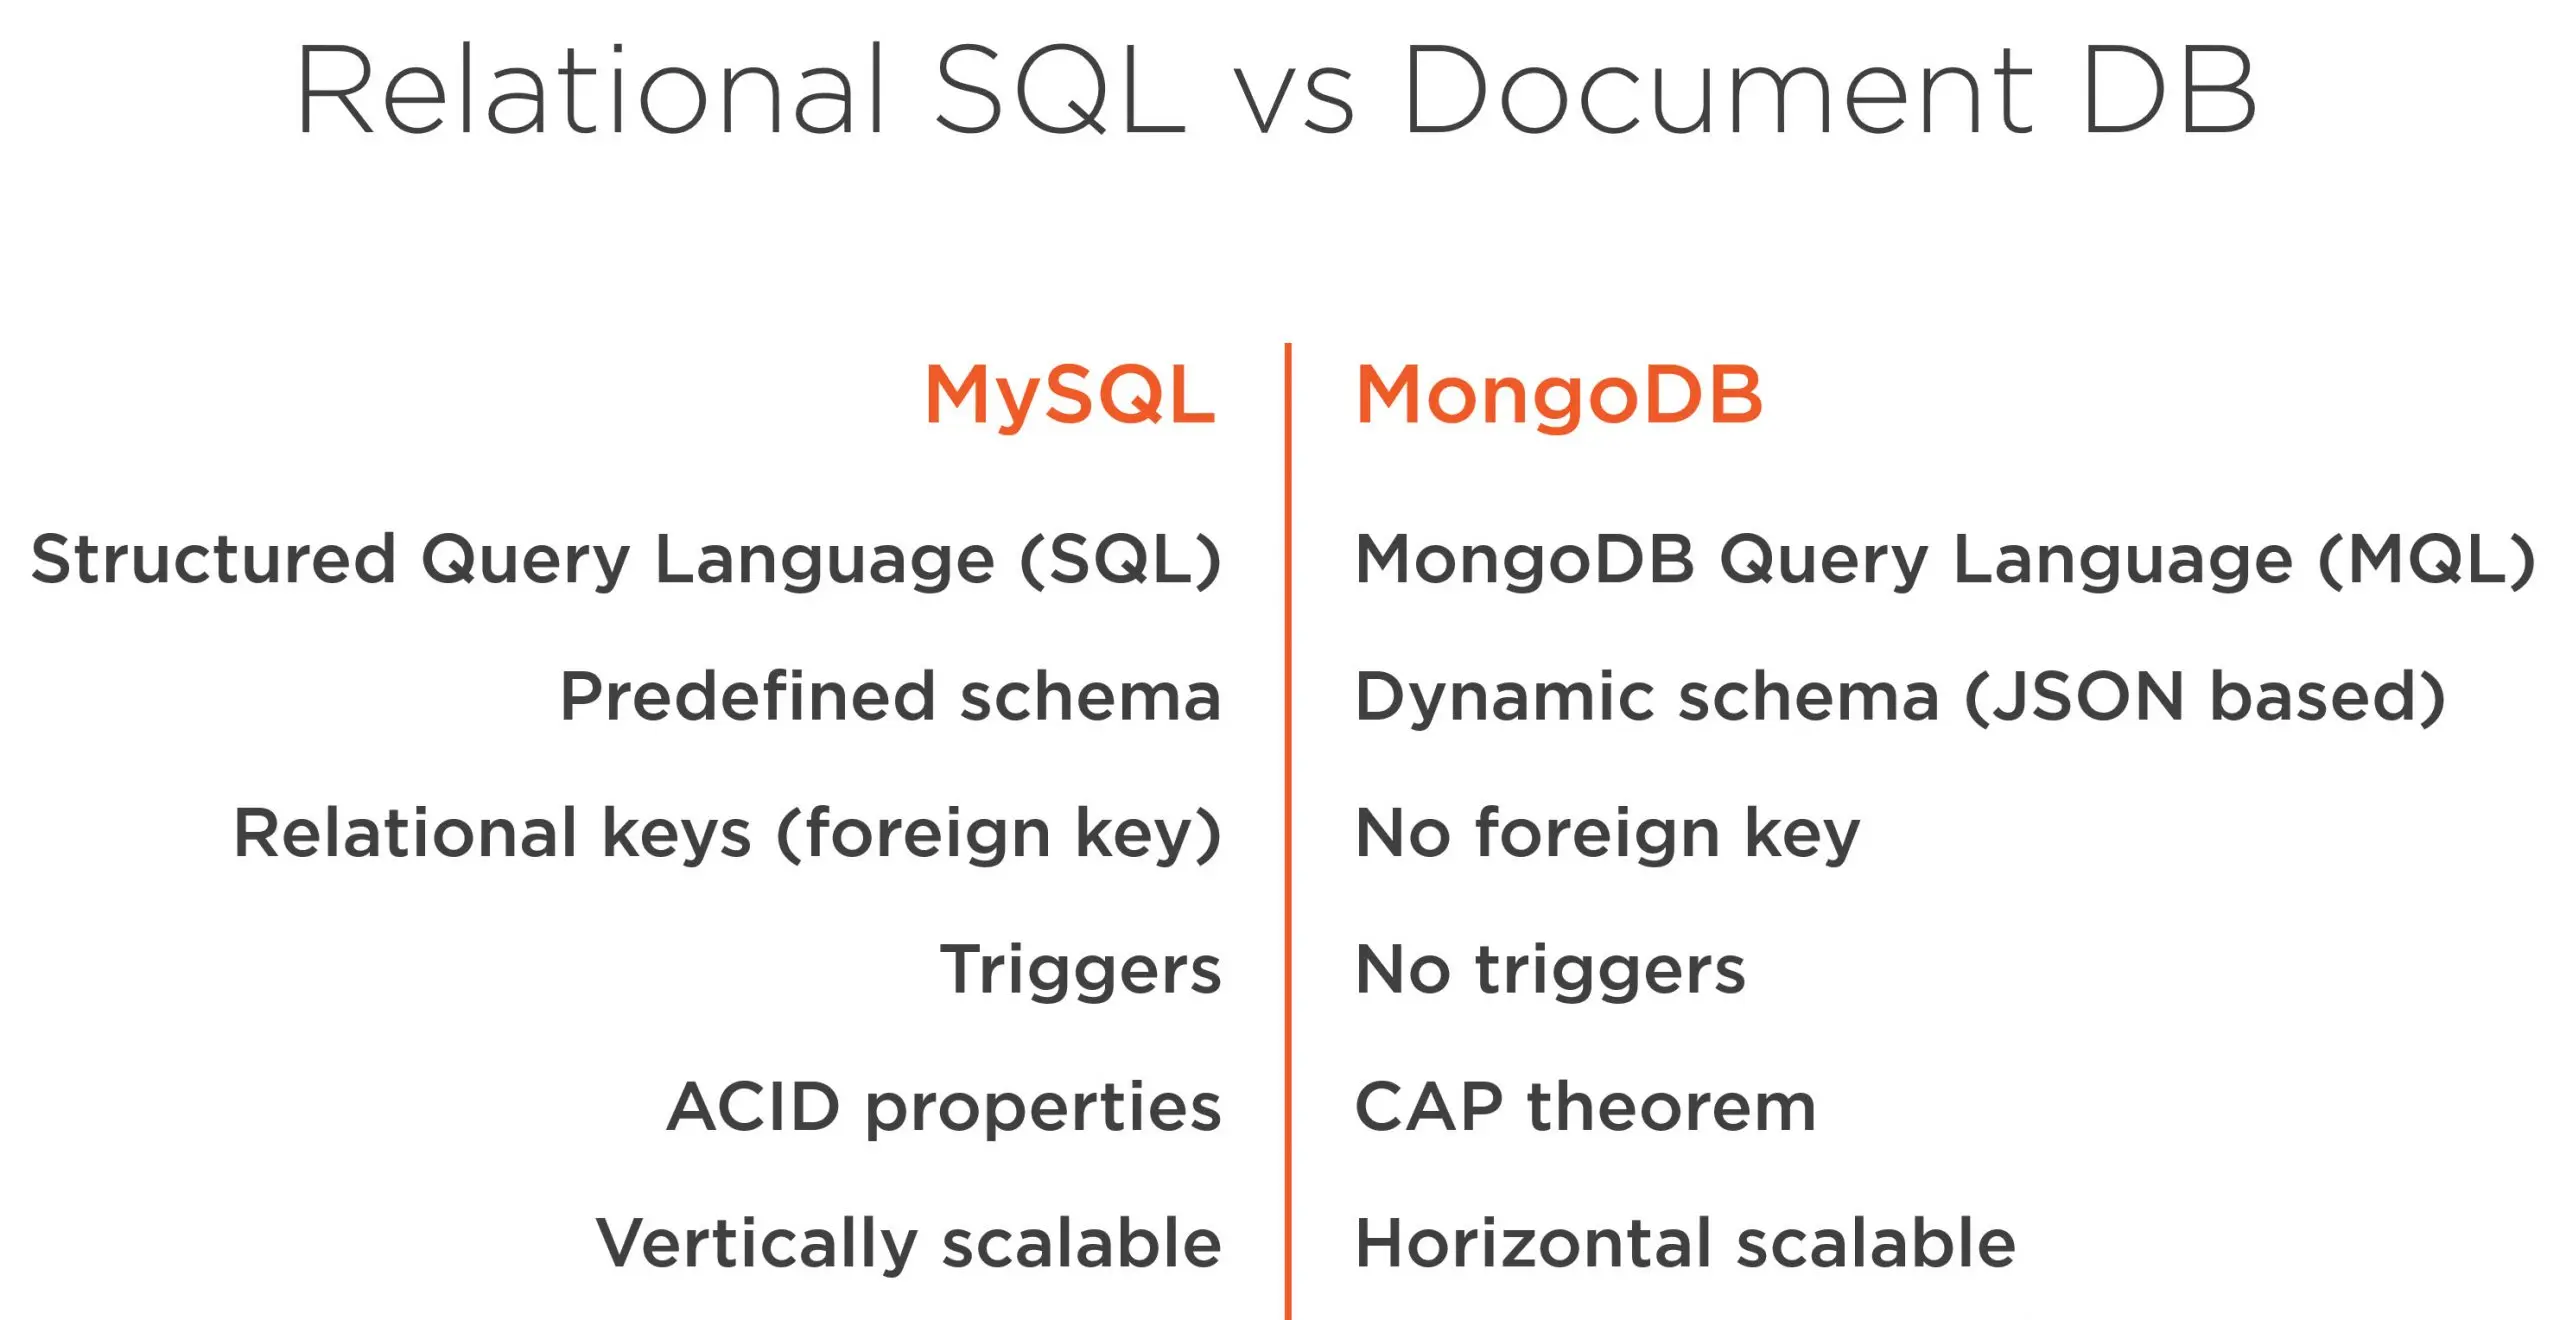 Relational SQL vs Document DB
MySQL
MongoDB
Structured Query Language (SQL)
MongoDB Query Language (MQL)
Predefined schema
Dynamic schema (JSON based)
Relational keys (foreign key)
No foreign key
Triggers
No triggers
ACID properties
CAP theorem
Vertically scalable
Horizontal scalable